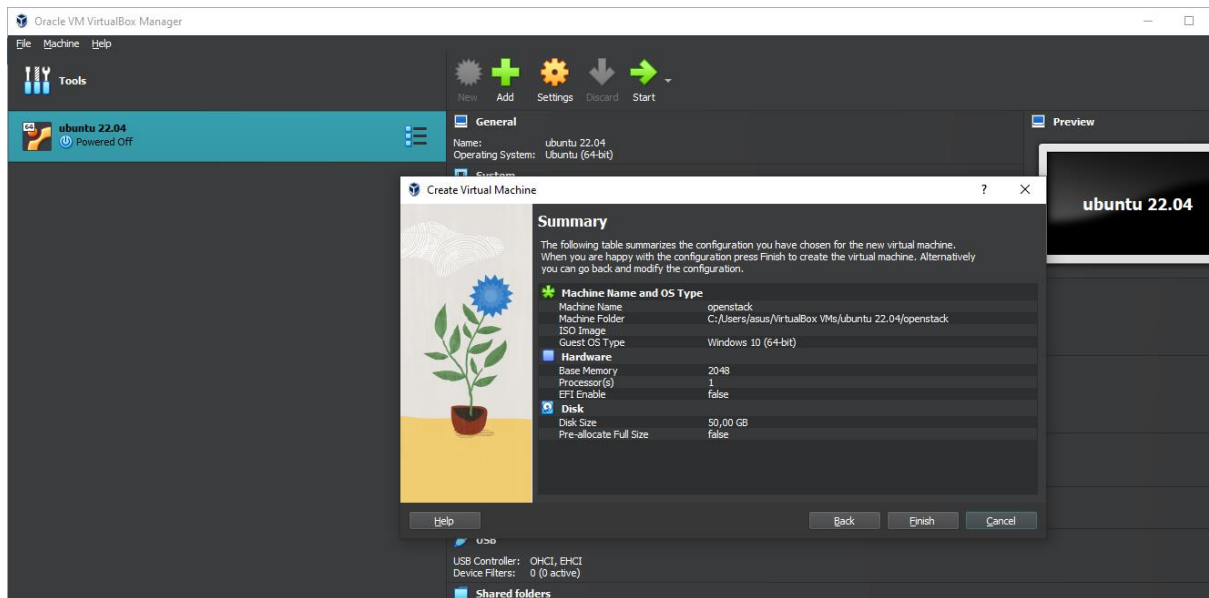 Oracle VM VirtualBox Manager
File Machine Help
Tools
New Add Settings Discard Start
64 ubuntu 22.04
Powered Off
General
Name: ubuntu 22.04
Operating System: Ubuntu (64-bit)
System
Preview
ubuntu 22.04
Create Virtual Machine ?
Summary
The following table summarizes the configuration you have chosen for the new virtual machine.
When you are happy with the configuration press Finish to create the virtual machine. Alternatively
you can go back and modify the configuration.
Machine Name and OS Type
Machine Name openstack
Machine Folder C:/Users/asus/VirtualBox VMs/ubuntu 22.04/openstack
ISO Image
Guest OS Type Windows 10 (64-bit)
Hardware
Base Memory 2048
Processor(s) 1
EFI Enable false
Disk
Disk Size 50,00 GB
Pre-allocate Full Size false
Help Back Finish Cancel
USB
USB Controller: OHCI, EHCI
Device Filters: 0 (0 active)
Shared folders